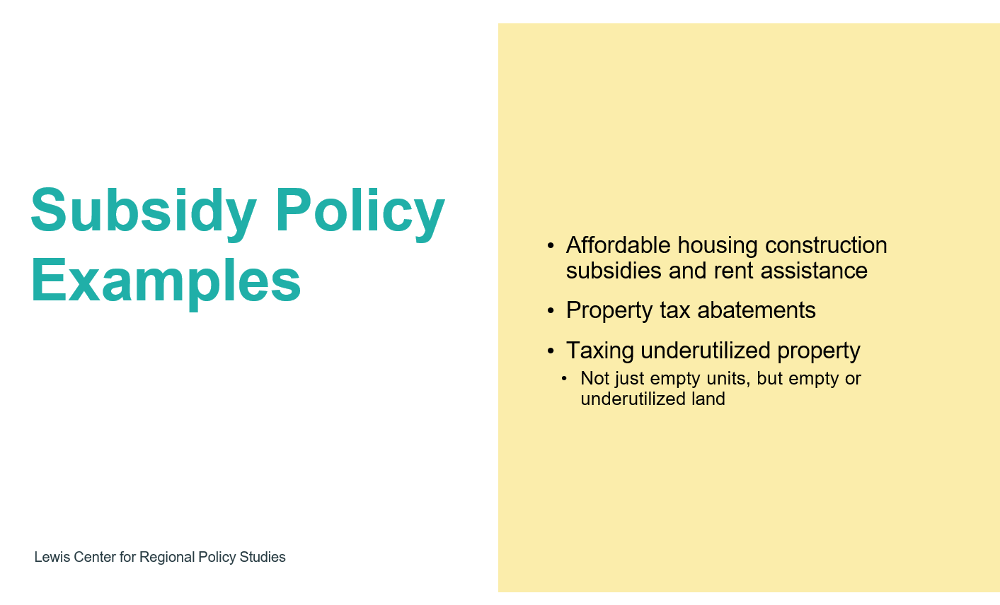 Subsidy Policy
Examples
• Affordable housing construction
subsidies and rent assistance
• Property tax abatements
• Taxing underutilized property
• Not just empty units, but empty or
underutilized land
Lewis Center for Regional Policy Studies